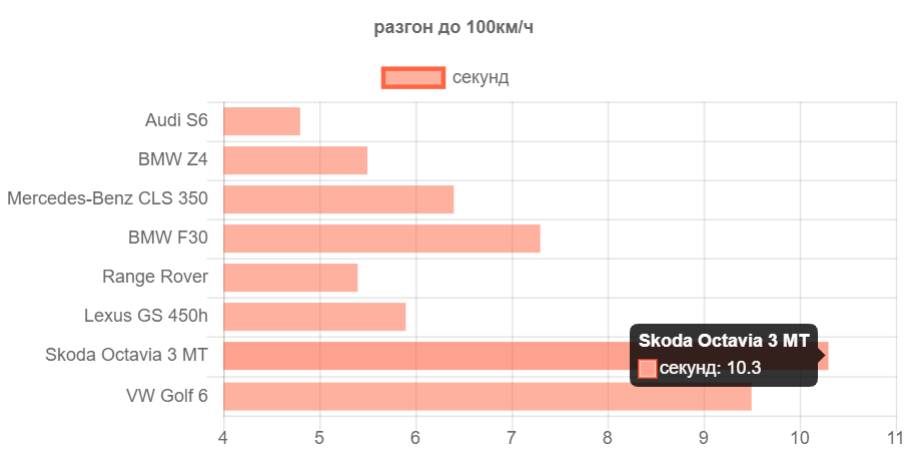 разгон до 100км/ч
секунд
Audi S6
BMW Z4
Mercedes-Benz CLS 350
BMW F30
Range Rover
Lexus GS 450h
Skoda Octavia 3 MT
Skoda Octavia 3 MT
секунд: 10.3
VW Golf 6
4 5 6 7 8 9 10 11